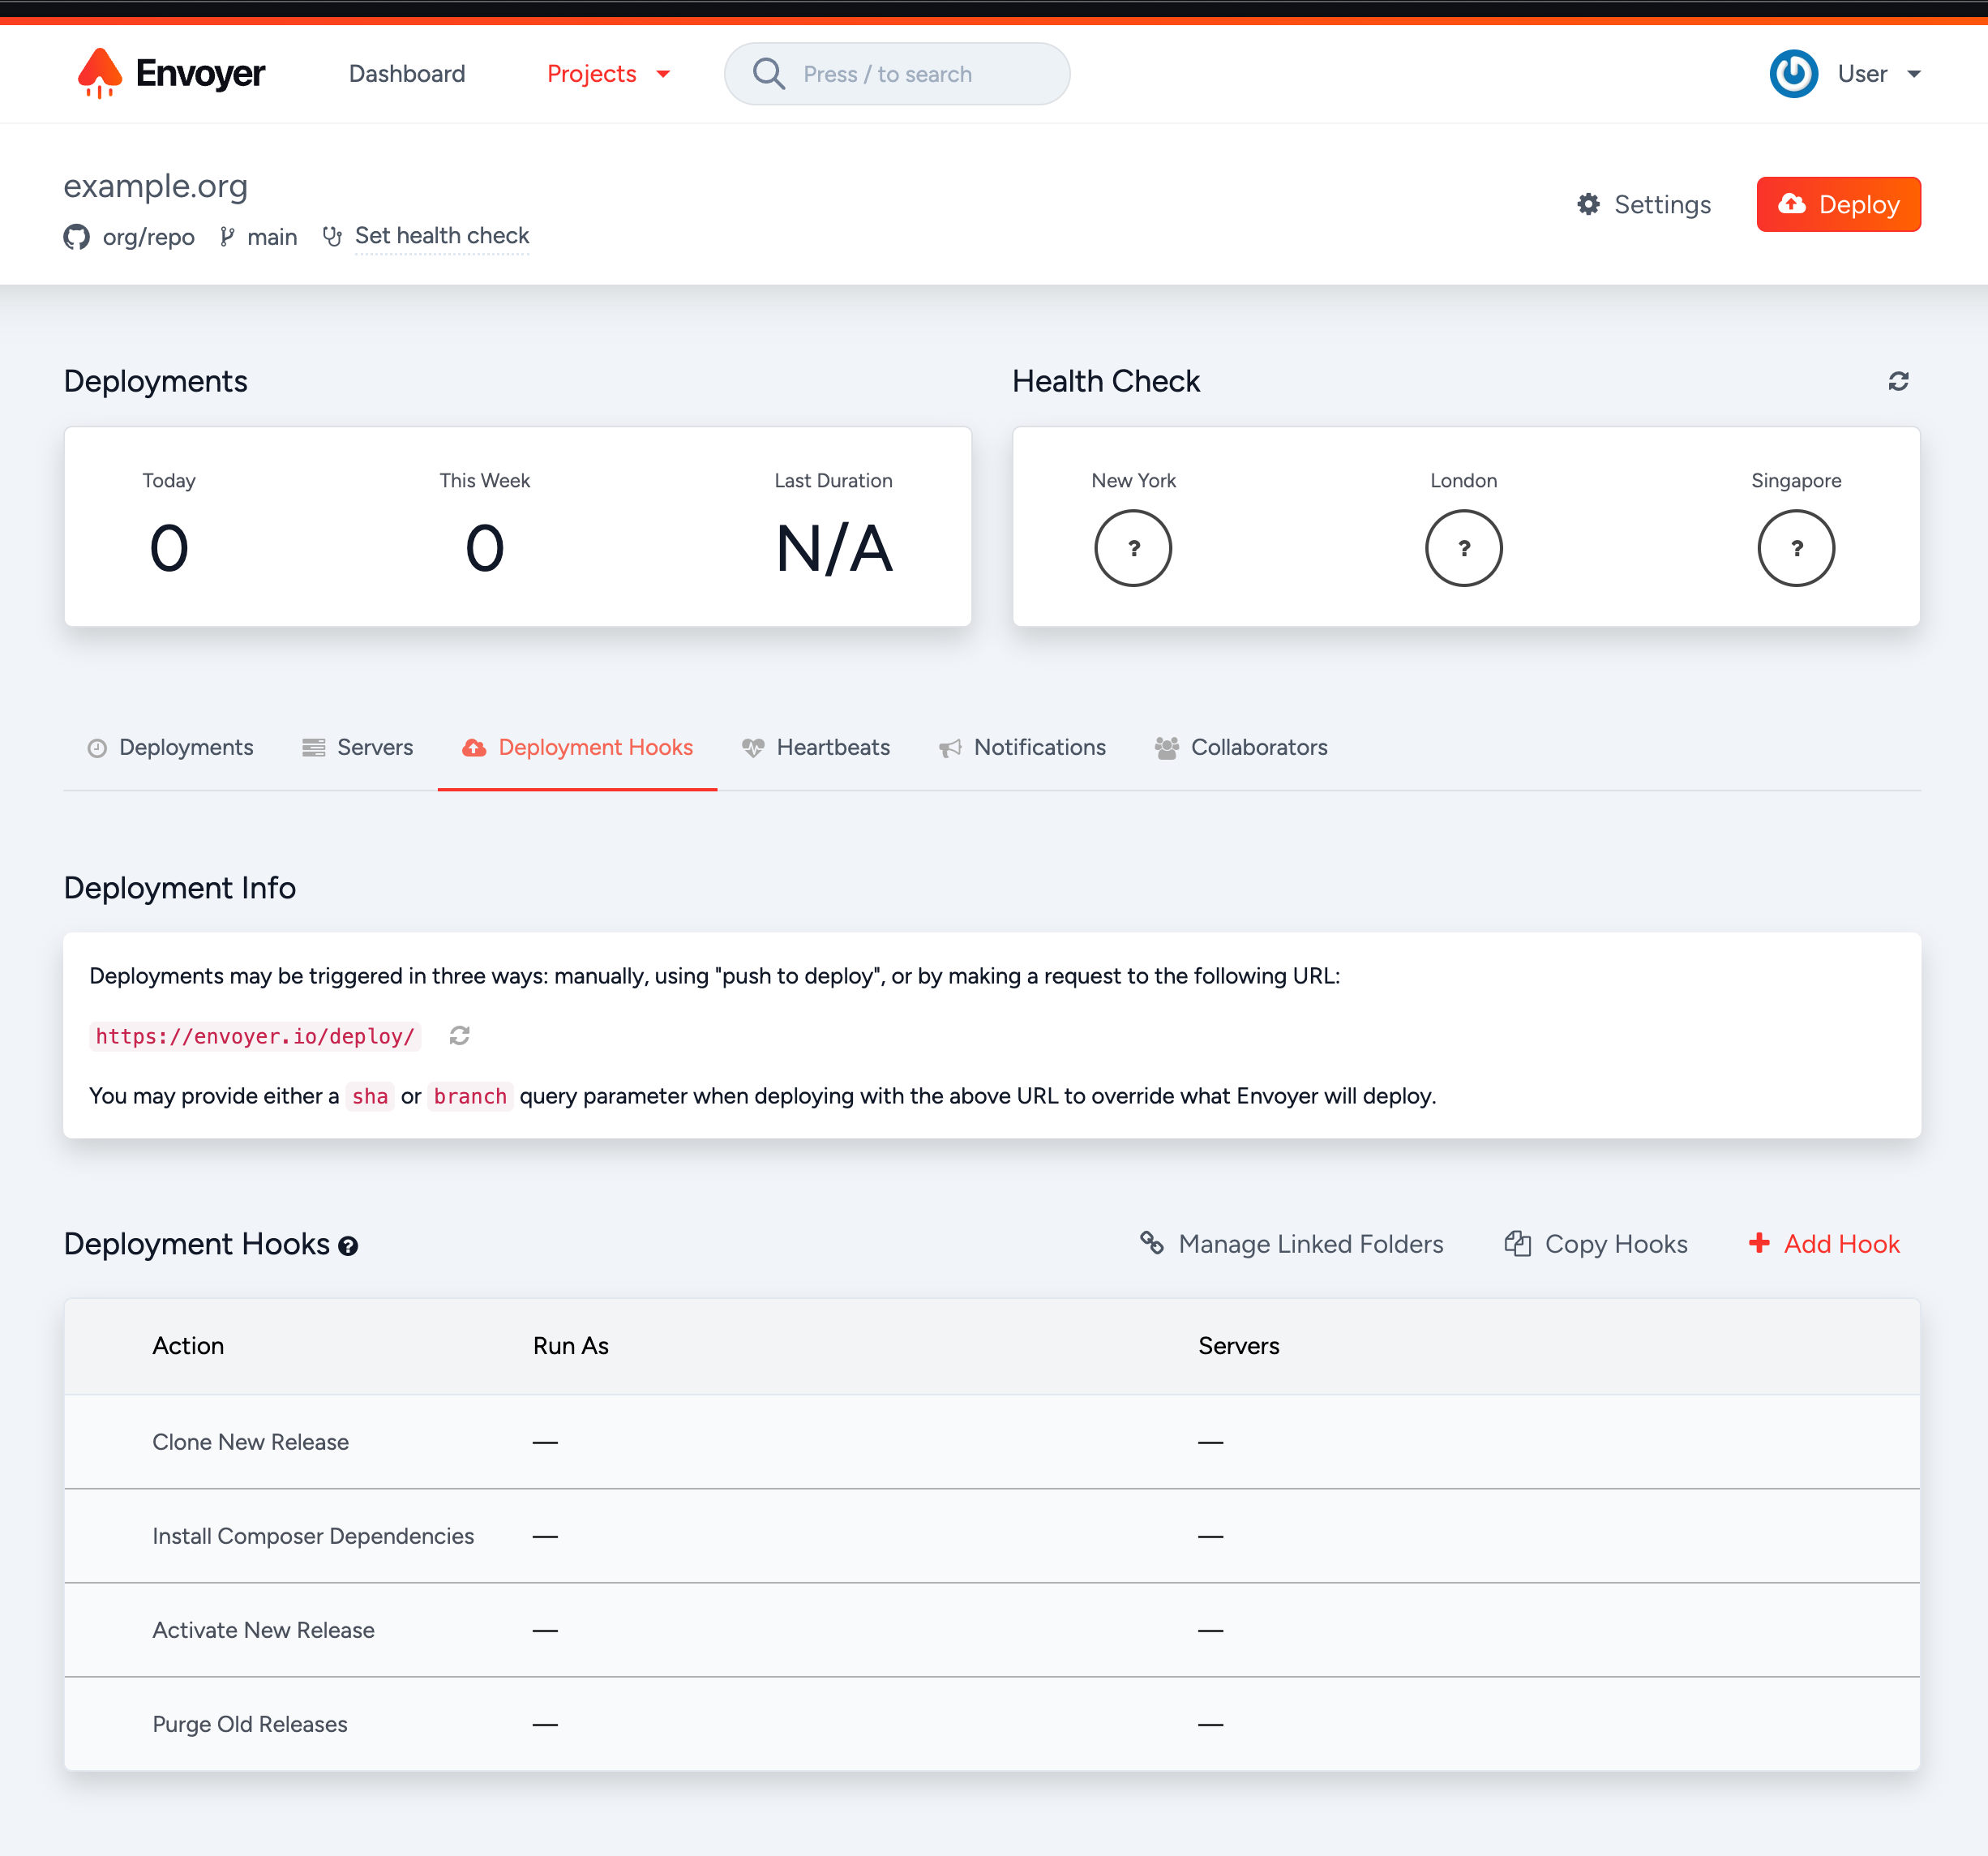 Envoyer
Dashboard
Projects
Press / to search
User
example.org
org/repo main Set health check
Settings
Deploy
Deployments
Today This Week Last Duration
0 0 N/A
Health Check
New York London Singapore
? ? ?
Deployments Servers Deployment Hooks Heartbeats Notifications Collaborators
Deployment Info
Deployments may be triggered in three ways: manually, using "push to deploy", or by making a request to the following URL:
https://envoyer.io/deploy/
You may provide either a sha or branch query parameter when deploying with the above URL to override what Envoyer will deploy.
Deployment Hooks ?
Manage Linked Folders Copy Hooks + Add Hook
Action Run As Servers
Clone New Release — —
Install Composer Dependencies — —
Activate New Release — —
Purge Old Releases — —